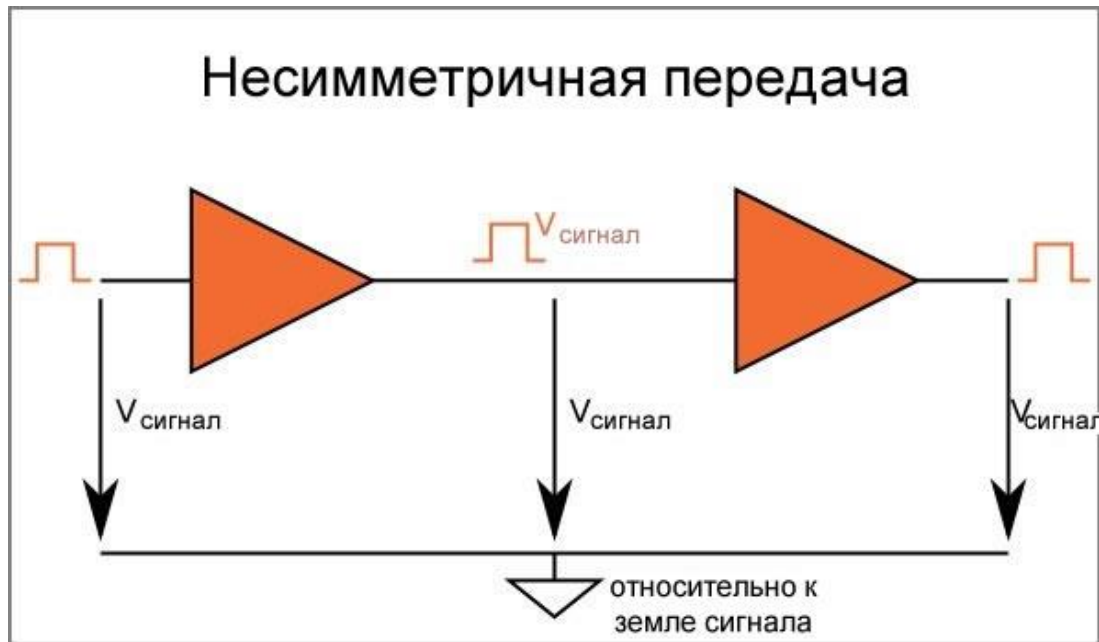 Несимметричная передача
Vсигнал
Vсигнал
Vсигнал
Vсигнал
относительно к
земле сигнала